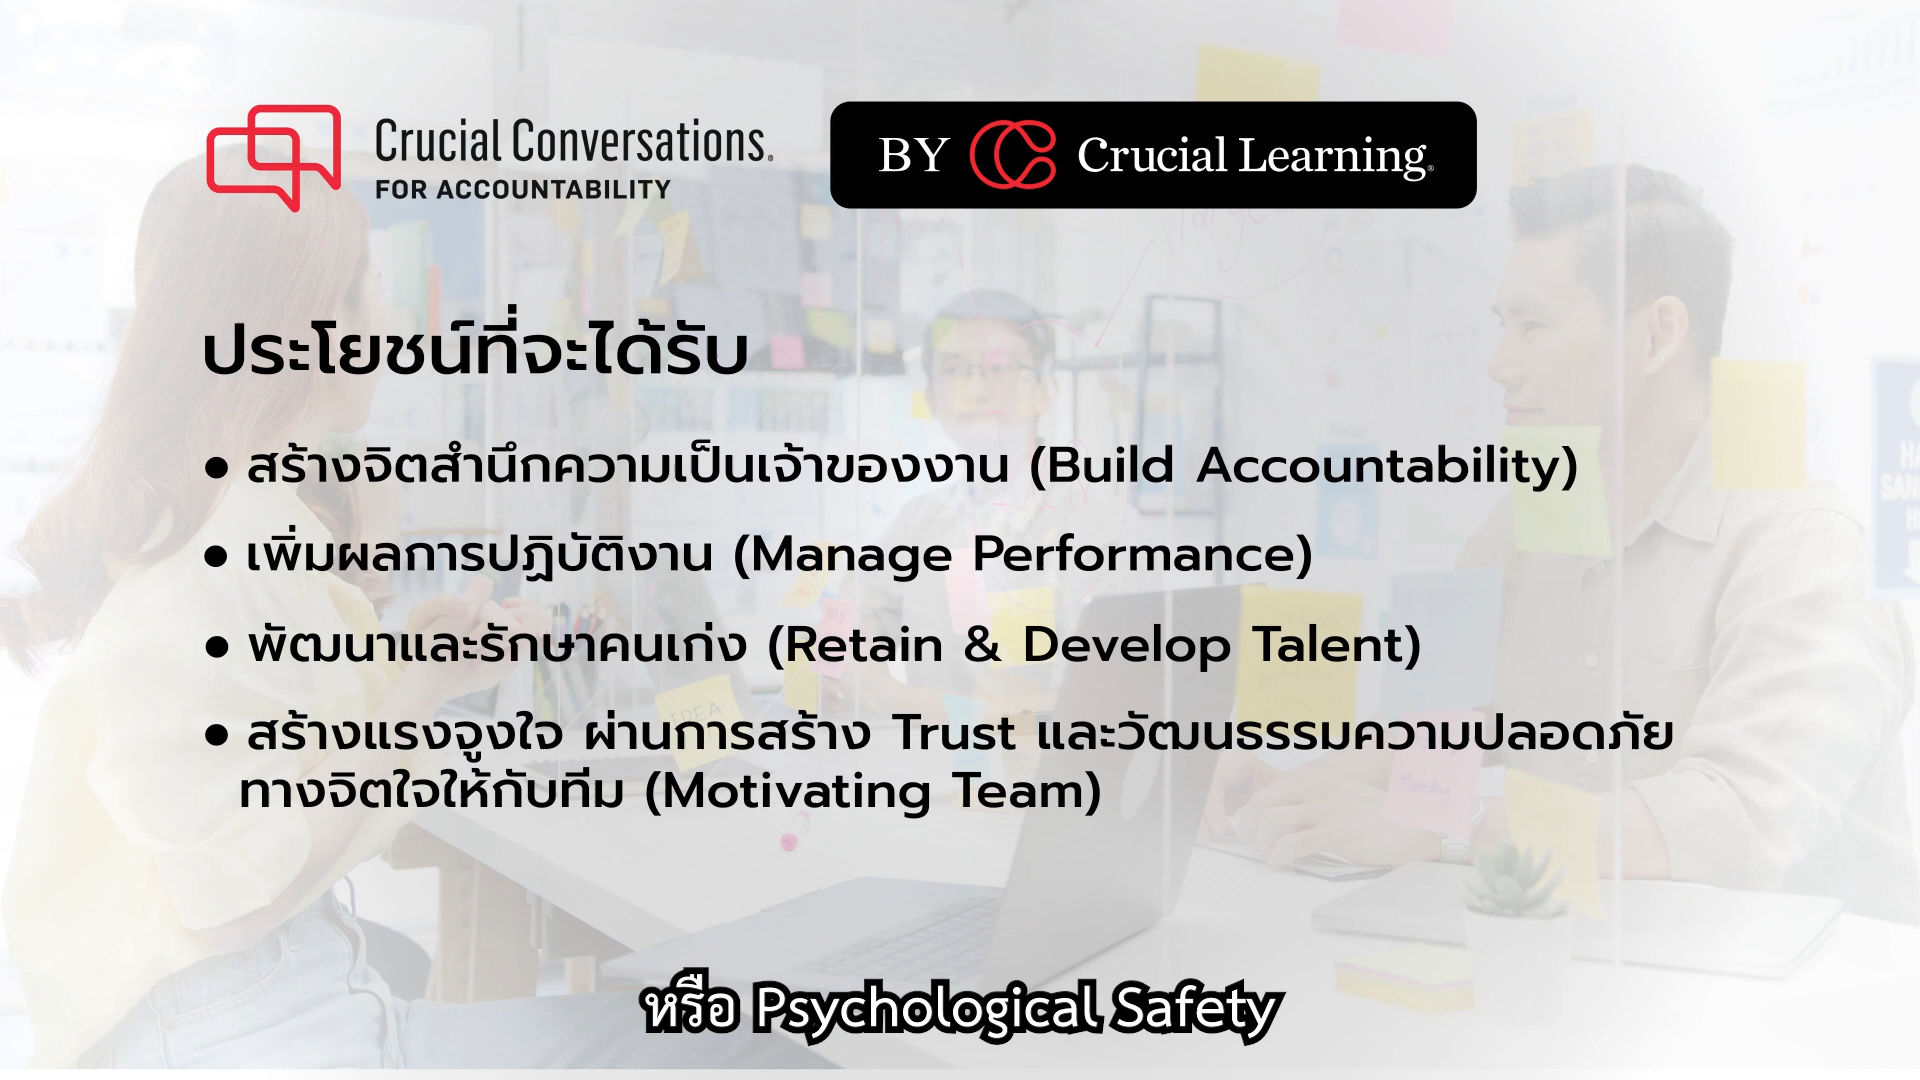 Crucial Conversations®
FOR ACCOUNTABILITY
BY Crucial Learning®
ประโยชน์ที่จะได้รับ
● สร้างจิตสำนึกความเป็นเจ้าของงาน (Build Accountability)
● เพิ่มผลการปฏิบัติงาน (Manage Performance)
● พัฒนาและรักษาคนเก่ง (Retain & Develop Talent)
● สร้างแรงจูงใจ ผ่านการสร้าง Trust และวัฒนธรรมความปลอดภัย
ทางจิตใจให้กับทีม (Motivating Team)
IDEA
Monday
หรือ Psychological Safety